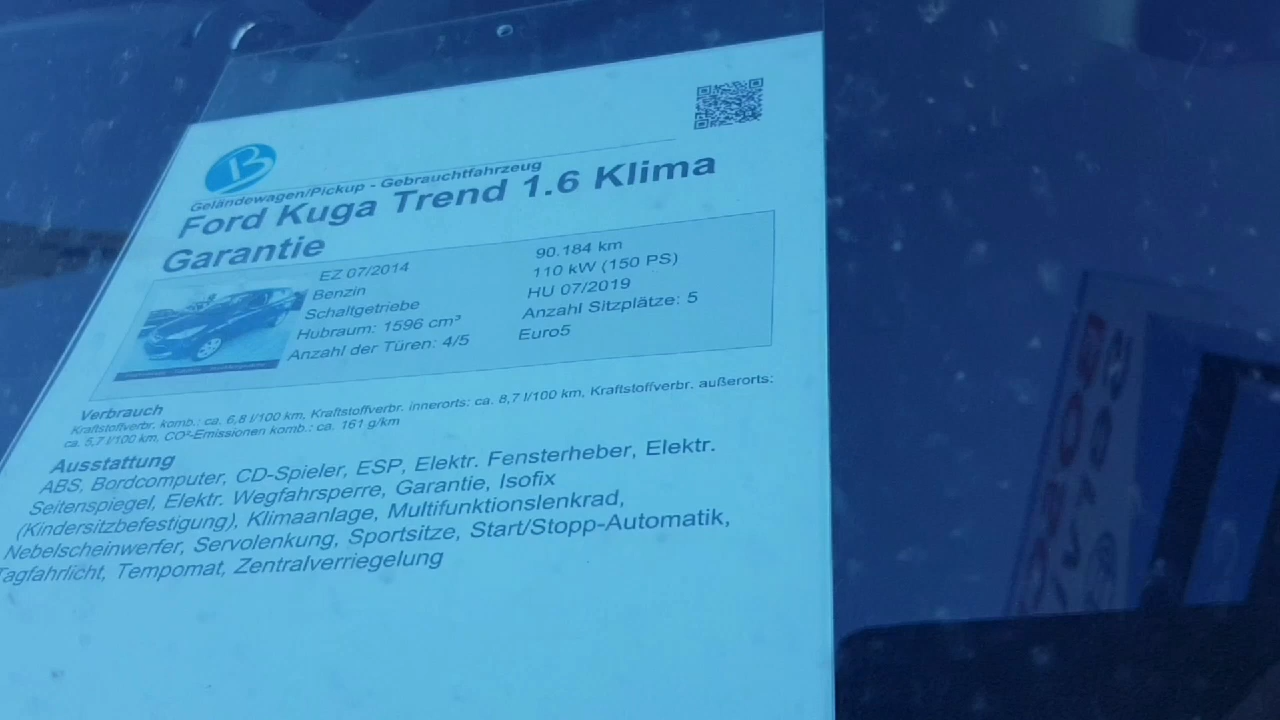 B
Geländewagen/Pickup - Gebrauchtfahrzeug
Ford Kuga Trend 1.6 Klima
Garantie
EZ 07/2014
Benzin
Schaltgetriebe
Hubraum: 1596 cm³
Anzahl der Türen: 4/5
90.184 km
110 kW (150 PS)
HU 07/2019
Anzahl Sitzplätze: 5
Euro5
Verbrauch
Kraftstoffverbr. komb.: ca. 6,8 l/100 km, Kraftstoffverbr. innerorts: ca. 8,7 l/100 km, Kraftstoffverbr. außerorts:
ca. 5,7 l/100 km, CO²-Emissionen komb.: ca. 161 g/km
Ausstattung
ABS, Bordcomputer, CD-Spieler, ESP, Elektr. Fensterheber, Elektr.
Seitenspiegel, Elektr. Wegfahrsperre, Garantie, Isofix
(Kindersitzbefestigung), Klimaanlage, Multifunktionslenkrad,
Nebelscheinwerfer, Servolenkung, Sportsitze, Start/Stopp-Automatik,
Tagfahrlicht, Tempomat, Zentralverriegelung